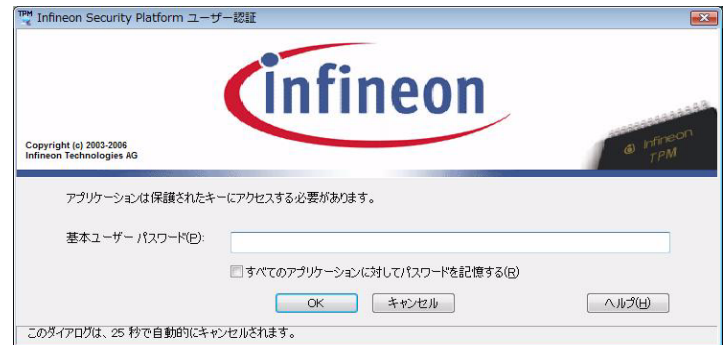 TPM Infineon Security Platform ユーザー認証
infineon
Copyright (c) 2003-2006
Infineon Technologies AG
infineon
TPM
アプリケーションは保護されたキーにアクセスする必要があります。
基本ユーザー パスワード(P):
すべてのアプリケーションに対してパスワードを記憶する(R)
OK キャンセル ヘルプ(H)
このダイアログは、25 秒で自動的にキャンセルされます。